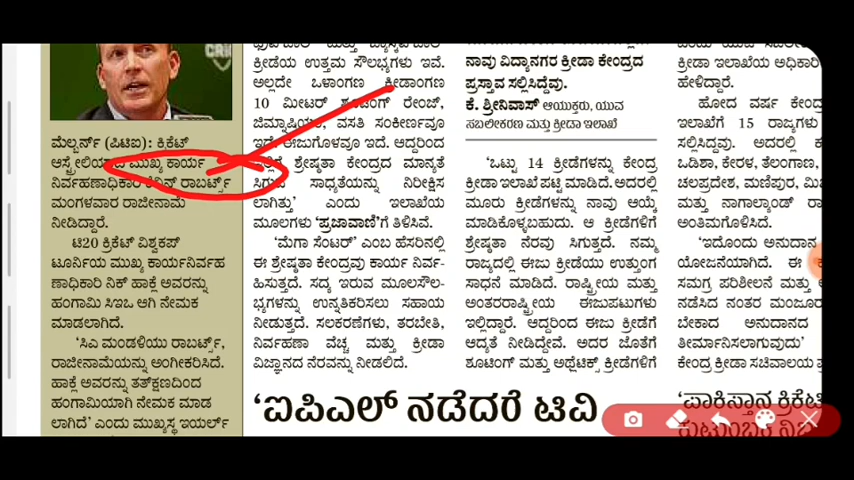 ಮೆಲ್ಬರ್ನ್ (ಪಿಟಿಐ): ಕ್ರಿಕೆಟ್
ಆಸ್ಟ್ರೇಲಿಯಾದ ಮುಖ್ಯ ಕಾರ್ಯ
ನಿರ್ವಹಣಾಧಿಕಾರಿ ಕೆವಿನ್ ರಾಬರ್ಟ್ಸ್
ಮಂಗಳವಾರ ರಾಜೀನಾಮೆ
ನೀಡಿದ್ದಾರೆ.
ಟಿ20 ಕ್ರಿಕೆಟ್ ವಿಶ್ವಕಪ್
ಟೂರ್ನಿಯ ಮುಖ್ಯ ಕಾರ್ಯನಿರ್ವಹ
ಣಾಧಿಕಾರಿ ನಿಕ್ ಹಾಕ್ಲೆ ಅವರನ್ನು
ಹಂಗಾಮಿ ಸಿಇಒ ಆಗಿ ನೇಮಕ
ಮಾಡಲಾಗಿದೆ.
'ಸಿಎ ಮಂಡಳಿಯು ರಾಬರ್ಟ್ಸ್
ರಾಜೀನಾಮೆಯನ್ನು ಅಂಗೀಕರಿಸಿದೆ.
ಹಾಕ್ಲೆ ಅವರನ್ನು ತತ್‌ಕ್ಷಣದಿಂದ
ಹಂಗಾಮಿಯಾಗಿ ನೇಮಕ ಮಾಡ
ಲಾಗಿದೆ' ಎಂದು ಮುಖ್ಯಸ್ಥ ಇಯರ್ಲ್
ಕ್ರೀಡೆಯ ಉತ್ತಮ ಸೌಲಭ್ಯಗಳು ಇವೆ.
ಅಲ್ಲದೇ ಒಳಾಂಗಣ ಕ್ರೀಡಾಂಗಣ
10 ಮೀಟರ್ ಶೂಟಿಂಗ್ ರೇಂಜ್,
ಜಿಮ್ನಾಷಿಯಂ, ವಸತಿ ಸಂಕೀರ್ಣವೂ
ಇದೆ. ಈಜುಗೊಳವೂ ಇದೆ. ಆದ್ದರಿಂದ
ಇಲ್ಲಿಗೆ ಶ್ರೇಷ್ಠತಾ ಕೇಂದ್ರದ ಮಾನ್ಯತೆ
ಸಿಗುವ ಸಾಧ್ಯತೆಯನ್ನು ನಿರೀಕ್ಷಿಸ
ಲಾಗಿತ್ತು' ಎಂದು ಇಲಾಖೆಯ
ಮೂಲಗಳು 'ಪ್ರಜಾವಾಣಿ'ಗೆ ತಿಳಿಸಿವೆ.
'ಮೆಗಾ ಸೆಂಟರ್' ಎಂಬ ಹೆಸರಿನಲ್ಲಿ
ಈ ಶ್ರೇಷ್ಠತಾ ಕೇಂದ್ರವು ಕಾರ್ಯ ನಿರ್ವ-
ಹಿಸುತ್ತದೆ. ಸದ್ಯ ಇರುವ ಮೂಲಸೌಲ-
ಭ್ಯಗಳನ್ನು ಉನ್ನತಿಕರಿಸಲು ಸಹಾಯ
ನೀಡುತ್ತದೆ. ಸಲಕರಣೆಗಳು, ತರಬೇತಿ,
ನಿರ್ವಹಣಾ ವೆಚ್ಚ ಮತ್ತು ಕ್ರೀಡಾ
ವಿಜ್ಞಾನದ ನೆರವನ್ನು ನೀಡಲಿದೆ.
ನಾವು ವಿದ್ಯಾನಗರ ಕ್ರೀಡಾ ಕೇಂದ್ರದ
ಪ್ರಸ್ತಾವ ಸಲ್ಲಿಸಿದ್ದೆವು.
ಕೆ. ಶ್ರೀನಿವಾಸ್ ಆಯುಕ್ತರು, ಯುವ
ಸಬಲೀಕರಣ ಮತ್ತು ಕ್ರೀಡಾ ಇಲಾಖೆ
'ಒಟ್ಟು 14 ಕ್ರೀಡೆಗಳನ್ನು ಕೇಂದ್ರ
ಕ್ರೀಡಾ ಇಲಾಖೆ ಪಟ್ಟಿ ಮಾಡಿದೆ. ಅದರಲ್ಲಿ
ಮೂರು ಕ್ರೀಡೆಗಳನ್ನು ನಾವು ಆಯ್ಕೆ
ಮಾಡಿಕೊಳ್ಳಬಹುದು. ಆ ಕ್ರೀಡೆಗಳಿಗೆ
ಶ್ರೇಷ್ಠತಾ ನೆರವು ಸಿಗುತ್ತದೆ. ನಮ್ಮ
ರಾಜ್ಯದಲ್ಲಿ ಈಜು ಕ್ರೀಡೆಯು ಉತ್ತುಂಗ
ಸಾಧನೆ ಮಾಡಿದೆ. ರಾಷ್ಟ್ರೀಯ ಮತ್ತು
ಅಂತರರಾಷ್ಟ್ರೀಯ ಈಜುಪಟುಗಳು
ಇಲ್ಲಿದ್ದಾರೆ. ಆದ್ದರಿಂದ ಈಜು ಕ್ರೀಡೆಗೆ
ಆದ್ಯತೆ ನೀಡಿದ್ದೇವೆ. ಅದರ ಜೊತೆಗೆ
ಶೂಟಿಂಗ್ ಮತ್ತು ಅಥ್ಲೆಟಿಕ್ಸ್ ಕ್ರೀಡೆಗಳಿಗೆ
ಕ್ರೀಡಾ ಇಲಾಖೆಯ ಅಧಿಕಾರಿ
ಹೇಳಿದ್ದಾರೆ.
ಹೋದ ವರ್ಷ ಕೇಂದ್ರ
ಇಲಾಖೆಗೆ 15 ರಾಜ್ಯಗಳು
ಸಲ್ಲಿಸಿದ್ದವು. ಅದರಲ್ಲಿ ಕ
ಒಡಿಶಾ, ಕೇರಳ, ತೆಲಂಗಾಣ,
ಚಲಪ್ರದೇಶ, ಮಣಿಪುರ, ಮಿ
ಮತ್ತು ನಾಗಾಲ್ಯಾಂಡ್ ರಾ
ಅಂತಿಮಗೊಳಿಸಿದೆ.
'ಇದೊಂದು ಅನುದಾನ
ಯೋಜನೆಯಾಗಿದೆ. ಈ
ಸಮಗ್ರ ಪರಿಶೀಲನೆ ಮತ್ತು
ನಡೆಸಿದ ನಂತರ ಮಂಜೂರ
ಬೇಕಾದ ಅನುದಾನದ
ತೀರ್ಮಾನಿಸಲಾಗುವುದು'
ಕೇಂದ್ರ ಕ್ರೀಡಾ ಸಚಿವಾಲಯ
'ಐಪಿಎಲ್ ನಡೆದರೆ ಟಿವಿ
'ಪಾಕಿಸ್ತಾನ ಕ್ರಿಕೆಟಿ